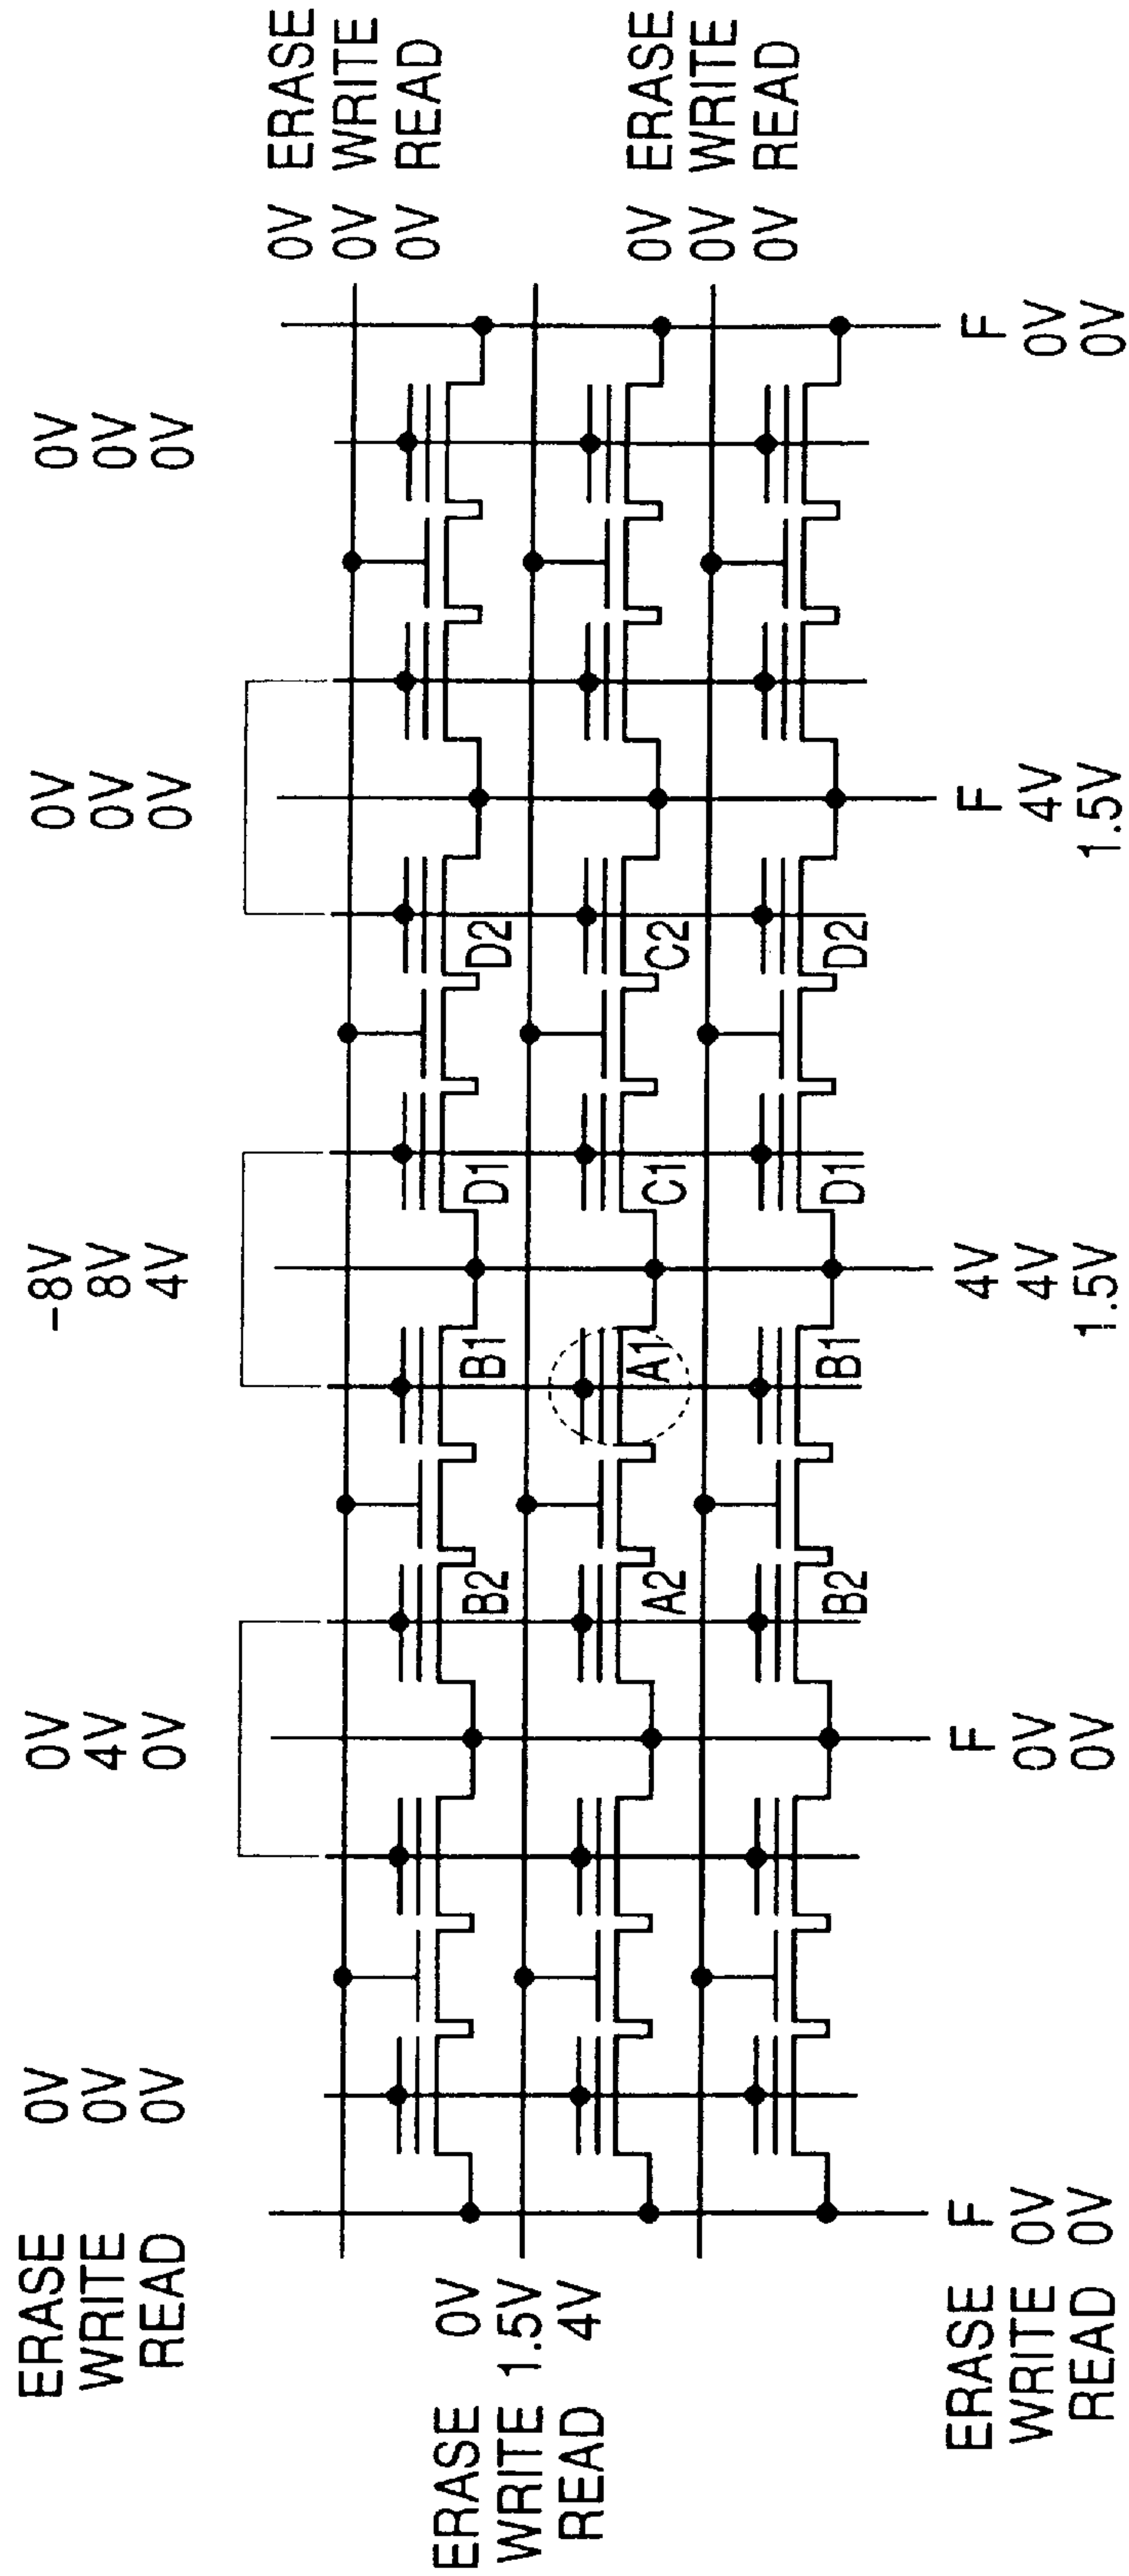 ERASE 0V 0V -8V 0V 0V
WRITE 0V 4V 8V 0V 0V
READ 0V 0V 4V 0V 0V
0V ERASE
0V WRITE
0V READ
B2 B1 D1 D2
ERASE 0V
WRITE 1.5V
READ 4V
A2 A1 C1 C2
0V ERASE
0V WRITE
0V READ
B2 B1 D1 D2
ERASE F F 4V F F
WRITE 0V 0V 4V 4V 0V
READ 0V 0V 1.5V 1.5V 0V